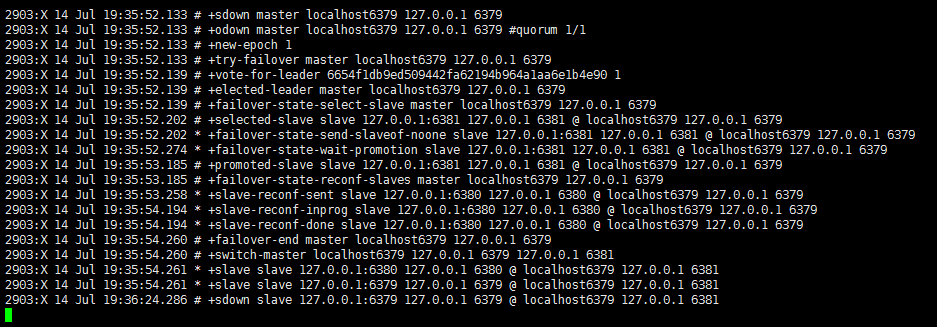 2903:X 14 Jul 19:35:52.133 # +sdown master localhost6379 127.0.0.1 6379
2903:X 14 Jul 19:35:52.133 # +odown master localhost6379 127.0.0.1 6379 #quorum 1/1
2903:X 14 Jul 19:35:52.133 # +new-epoch 1
2903:X 14 Jul 19:35:52.133 # +try-failover master localhost6379 127.0.0.1 6379
2903:X 14 Jul 19:35:52.139 # +vote-for-leader 6654f1db9ed509442fa62194b964a1aa6e1b4e90 1
2903:X 14 Jul 19:35:52.139 # +elected-leader master localhost6379 127.0.0.1 6379
2903:X 14 Jul 19:35:52.139 # +failover-state-select-slave master localhost6379 127.0.0.1 6379
2903:X 14 Jul 19:35:52.202 # +selected-slave slave 127.0.0.1:6381 127.0.0.1 6381 @ localhost6379 127.0.0.1 6379
2903:X 14 Jul 19:35:52.202 * +failover-state-send-slaveof-noone slave 127.0.0.1:6381 127.0.0.1 6381 @ localhost6379 127.0.0.1 6379
2903:X 14 Jul 19:35:52.274 * +failover-state-wait-promotion slave 127.0.0.1:6381 127.0.0.1 6381 @ localhost6379 127.0.0.1 6379
2903:X 14 Jul 19:35:53.185 # +promoted-slave slave 127.0.0.1:6381 127.0.0.1 6381 @ localhost6379 127.0.0.1 6379
2903:X 14 Jul 19:35:53.185 # +failover-state-reconf-slaves master localhost6379 127.0.0.1 6379
2903:X 14 Jul 19:35:53.258 * +slave-reconf-sent slave 127.0.0.1:6380 127.0.0.1 6380 @ localhost6379 127.0.0.1 6379
2903:X 14 Jul 19:35:54.194 * +slave-reconf-inprog slave 127.0.0.1:6380 127.0.0.1 6380 @ localhost6379 127.0.0.1 6379
2903:X 14 Jul 19:35:54.194 * +slave-reconf-done slave 127.0.0.1:6380 127.0.0.1 6380 @ localhost6379 127.0.0.1 6379
2903:X 14 Jul 19:35:54.260 # +failover-end master localhost6379 127.0.0.1 6379
2903:X 14 Jul 19:35:54.260 # +switch-master localhost6379 127.0.0.1 6379 127.0.0.1 6381
2903:X 14 Jul 19:35:54.261 * +slave slave 127.0.0.1:6380 127.0.0.1 6380 @ localhost6379 127.0.0.1 6381
2903:X 14 Jul 19:35:54.261 * +slave slave 127.0.0.1:6379 127.0.0.1 6379 @ localhost6379 127.0.0.1 6381
2903:X 14 Jul 19:36:24.286 # +sdown slave 127.0.0.1:6379 127.0.0.1 6379 @ localhost6379 127.0.0.1 6381